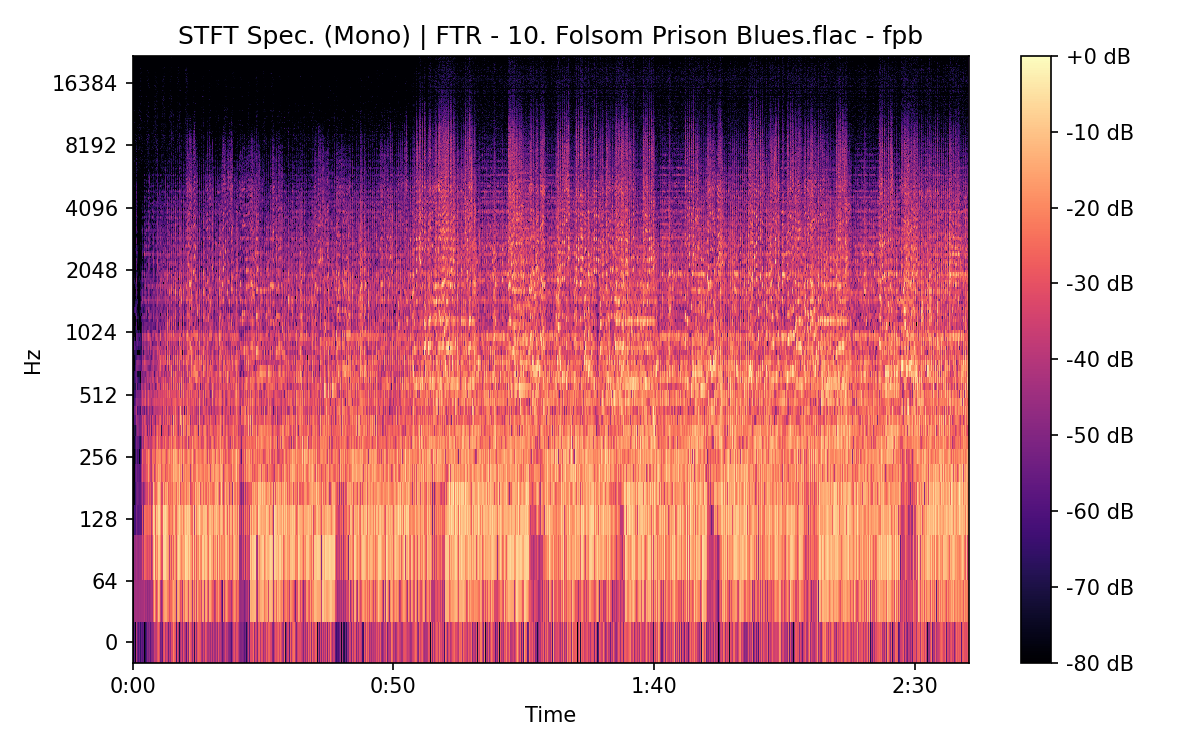 STFT Spec. (Mono) | FTR - 10. Folsom Prison Blues.flac - fpb
16384
8192
4096
2048
1024
512
256
128
64
0
Hz
0:00
0:50
1:40
2:30
Time
+0 dB
-10 dB
-20 dB
-30 dB
-40 dB
-50 dB
-60 dB
-70 dB
-80 dB